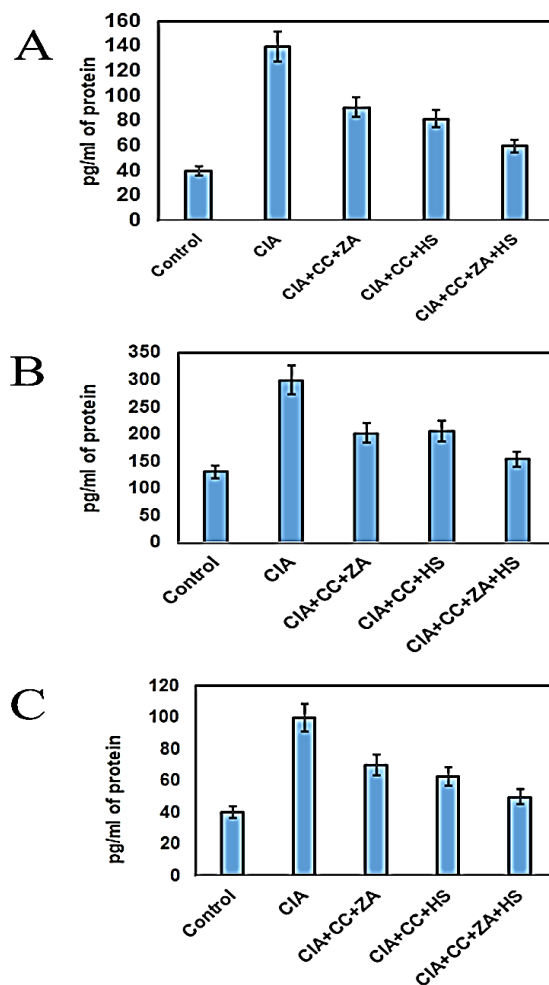 A
pg/ml of protein
160
140
120
100
80
60
40
20
0
Control
CIA
CIA+CC+ZA
CIA+CC+HS
CIA+CC+ZA+HS
B
pg/ml of protein
350
300
250
200
150
100
50
0
Control
CIA
CIA+CC+ZA
CIA+CC+HS
CIA+CC+ZA+HS
C
pg/ml of protein
120
100
80
60
40
20
0
Control
CIA
CIA+CC+ZA
CIA+CC+HS
CIA+CC+ZA+HS